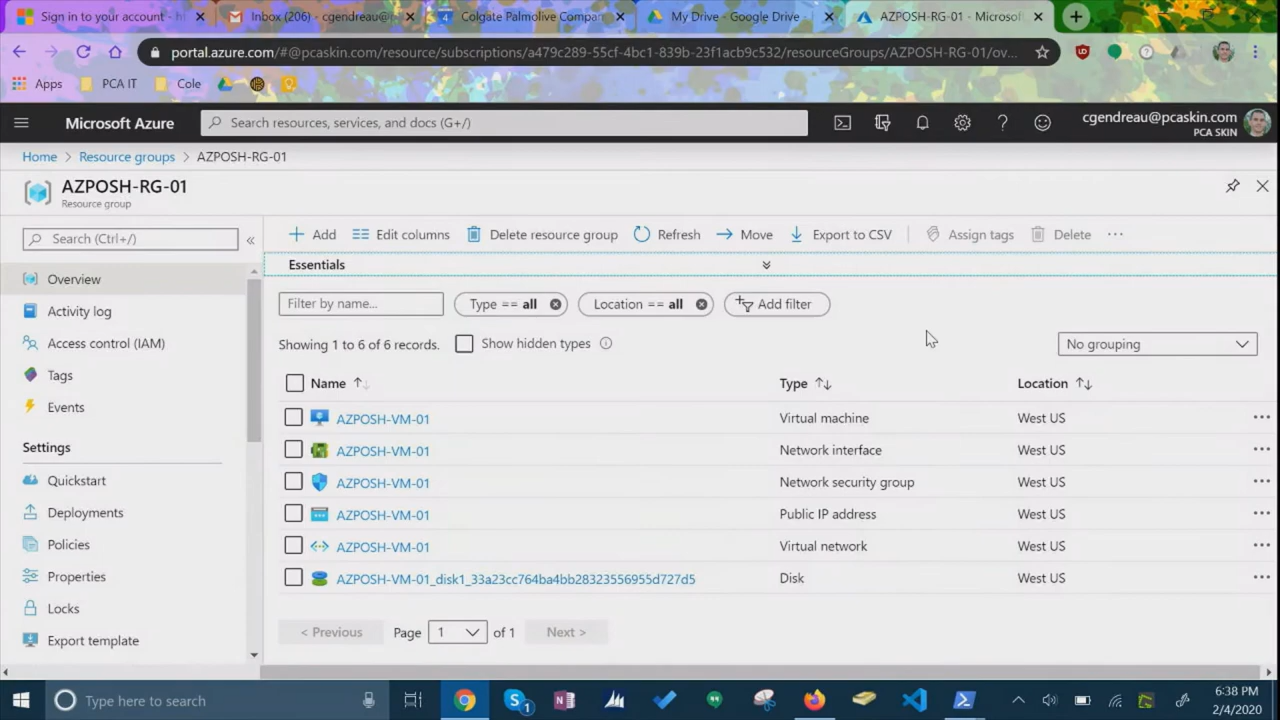 Sign in to your account - ht
Inbox (206) - cgendreau@p
Colgate Palmolive Compan
My Drive - Google Drive
AZPOSH-RG-01 - Microsof
portal.azure.com/#@pcaskin.com/resource/subscriptions/a479c289-55cf-4bc1-839b-23f1acb9c532/resourceGroups/AZPOSH-RG-01/ov...
Apps
PCA IT
Cole
Microsoft Azure
Search resources, services, and docs (G+/)
cgendreau@pcaskin.com
PCA SKIN
Home > Resource groups > AZPOSH-RG-01
AZPOSH-RG-01
Resource group
Search (Ctrl+/)
Add
Edit columns
Delete resource group
Refresh
Move
Export to CSV
Assign tags
Delete
Essentials
Overview
Activity log
Access control (IAM)
Tags
Events
Settings
Quickstart
Deployments
Policies
Properties
Locks
Export template
Filter by name...
Type == all
Location == all
Add filter
Showing 1 to 6 of 6 records.
Show hidden types
No grouping
Name Type Location
AZPOSH-VM-01 Virtual machine West US
AZPOSH-VM-01 Network interface West US
AZPOSH-VM-01 Network security group West US
AZPOSH-VM-01 Public IP address West US
AZPOSH-VM-01 Virtual network West US
AZPOSH-VM-01_disk1_33a23cc764ba4bb28323556955d727d5 Disk West US
< Previous Page 1 of 1 Next >
Type here to search
1
6:38 PM
2/4/2020